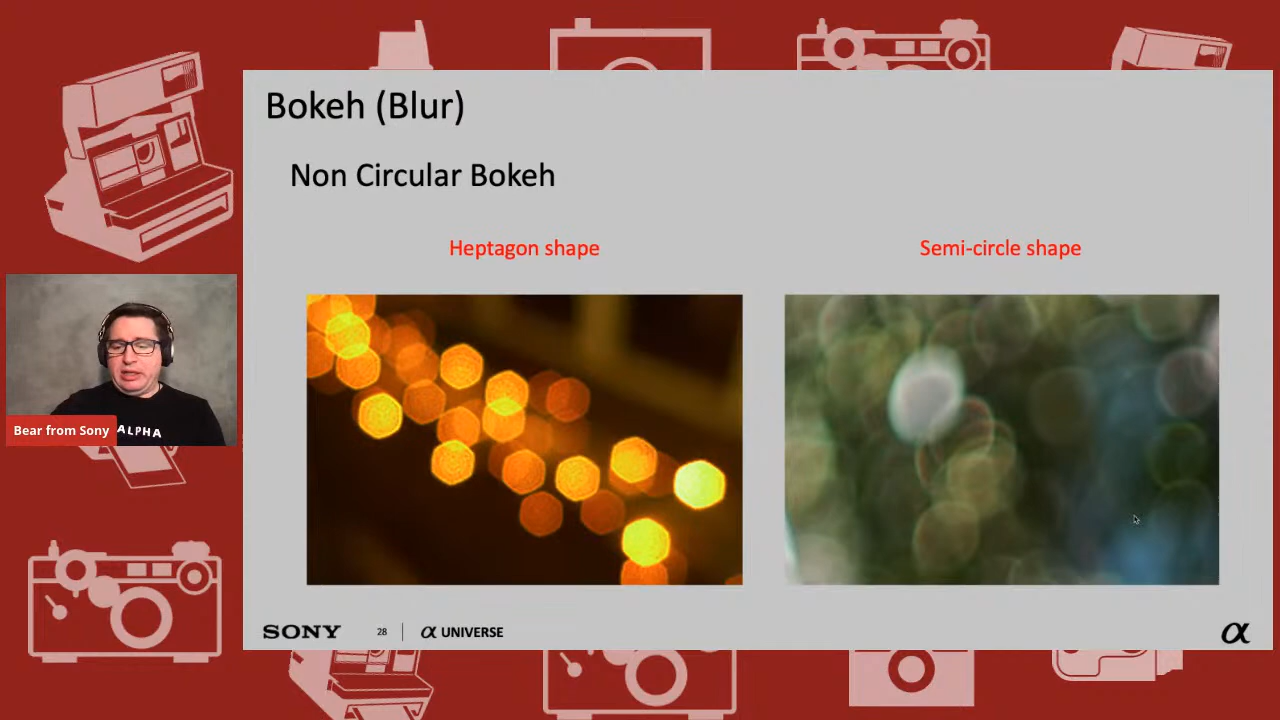 Bokeh (Blur)
Non Circular Bokeh
Heptagon shape
Semi-circle shape
Bear from Sony
ALPHA
SONY
28
α UNIVERSE
α